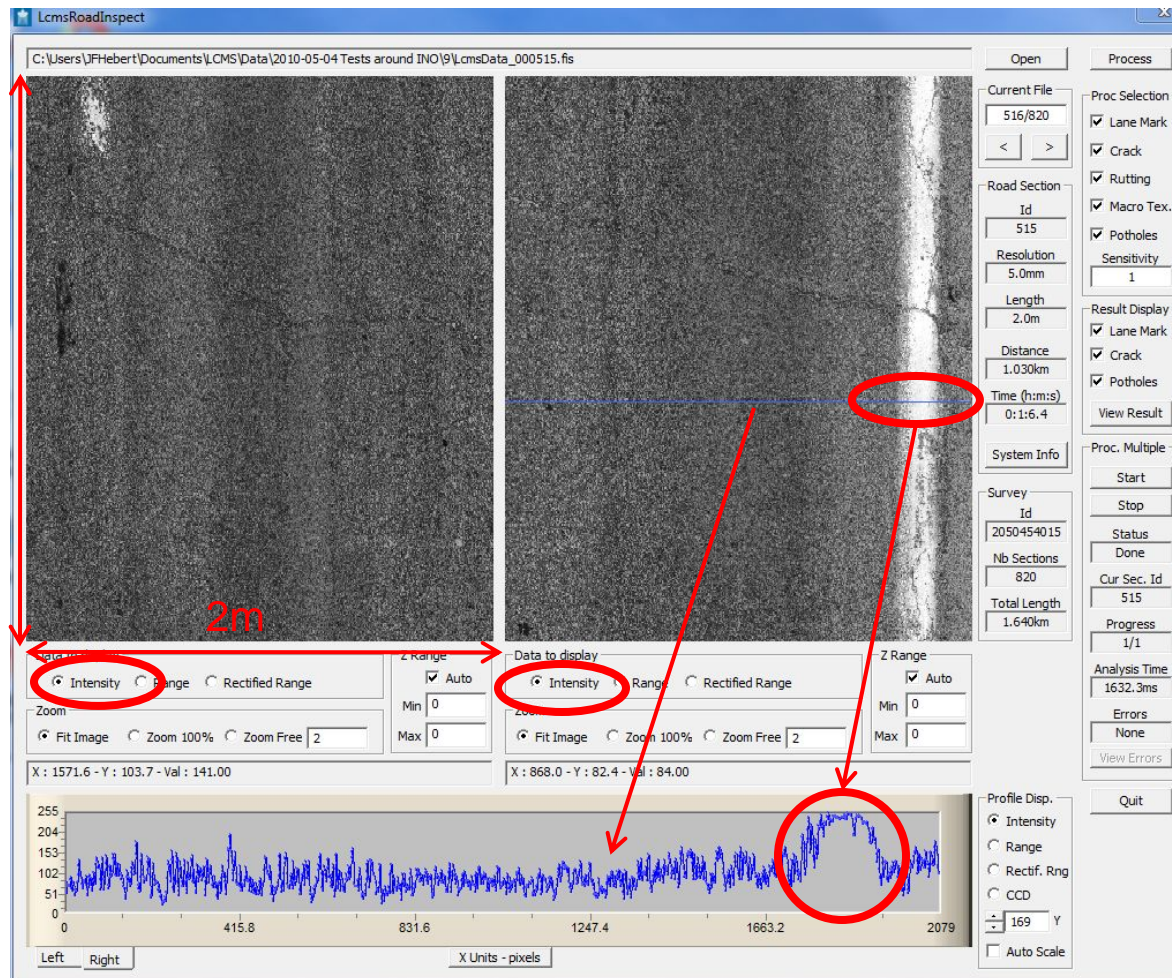 LcmsRoadInspect
C:\Users\JFHebert\Documents\LCMS\Data\2010-05-04 Tests around INO\9\LcmsData_000515.fis
Open
Process
Current File
516/820
<
>
Proc Selection
Lane Mark
Crack
Rutting
Macro Tex.
Potholes
Sensitivity
1
Road Section
Id
515
Resolution
5.0mm
Length
2.0m
Distance
1.030km
Time (h:m:s)
0:1:6.4
System Info
Result Display
Lane Mark
Crack
Potholes
View Result
Survey
Id
2050454015
Nb Sections
820
Total Length
1.640km
Proc. Multiple
Start
Stop
Status
Done
Cur Sec. Id
515
Progress
1/1
Analysis Time
1632.3ms
Errors
None
View Errors
Quit
2m
Intensity
Range
Rectified Range
Zoom
Fit Image
Zoom 100%
Zoom Free
2
Z Range
Auto
Min
0
Max
0
X : 1571.6 - Y : 103.7 - Val : 141.00
Data to display
Intensity
Range
Rectified Range
Fit Image
Zoom 100%
Zoom Free
2
Z Range
Auto
Min
0
Max
0
X : 868.0 - Y : 82.4 - Val : 84.00
255
204
153
102
51
0
0
415.8
831.6
1247.4
1663.2
2079
Left
Right
X Units - pixels
Profile Disp.
Intensity
Range
Rectif. Rng
CCD
169
Y
Auto Scale